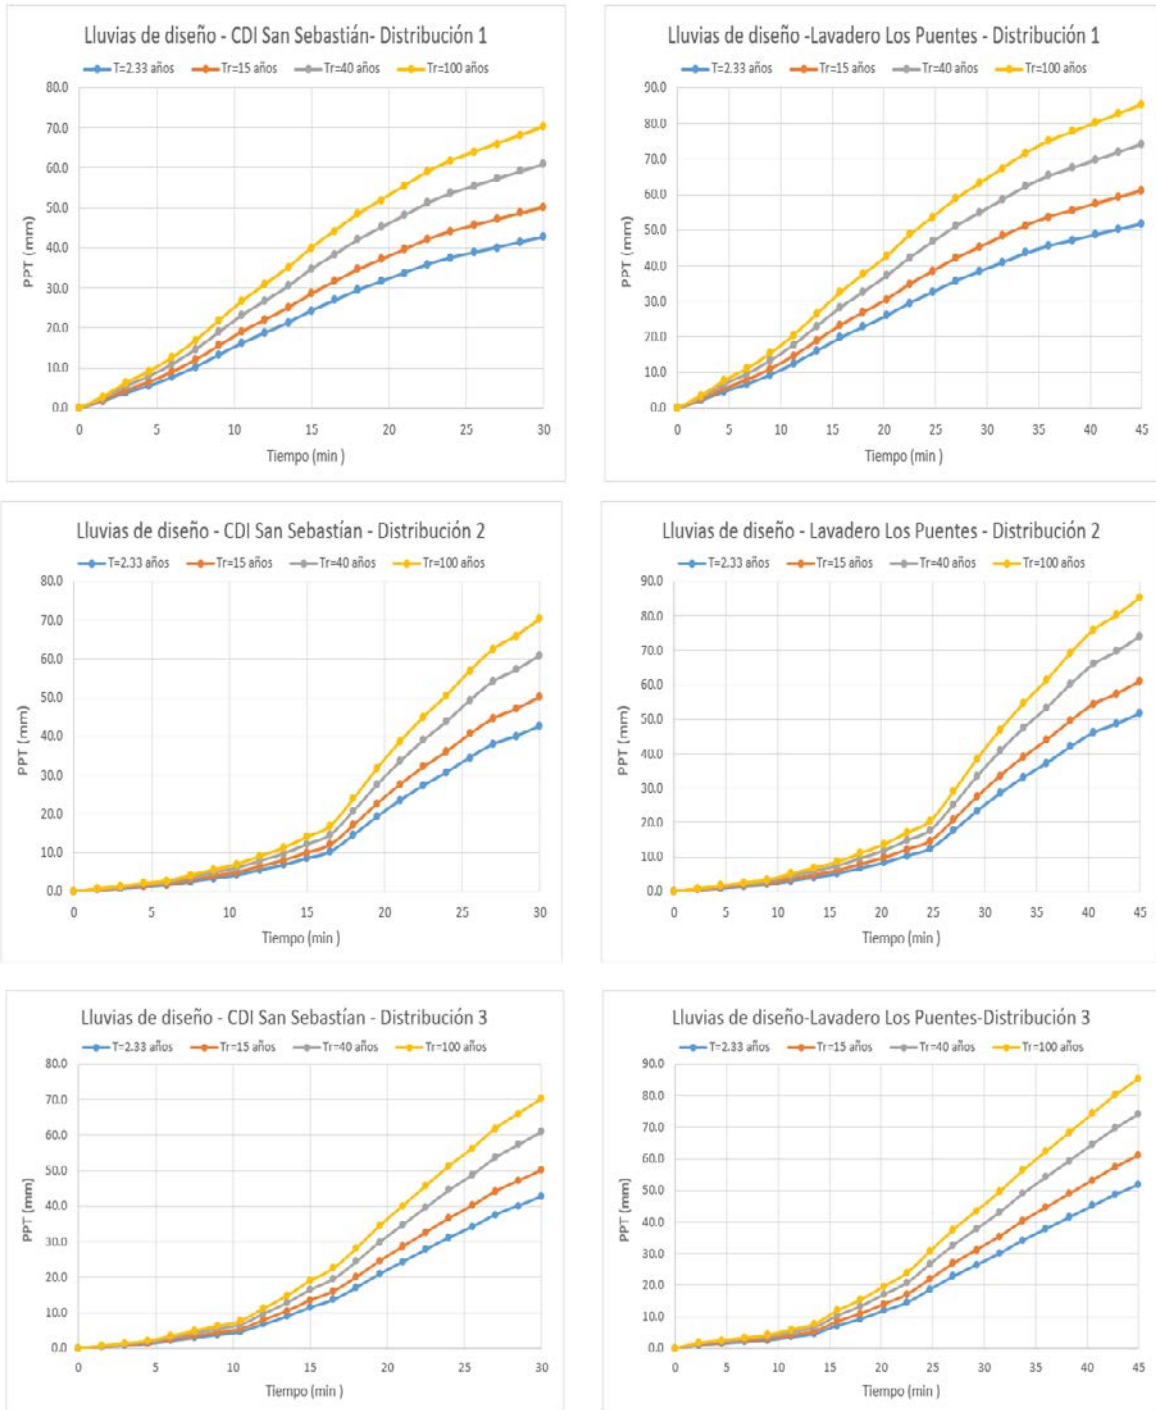 Lluvias de diseño - CDI San Sebastián- Distribución 1
T=2.33 años Tr=15 años Tr=40 años Tr=100 años
80.0
70.0
60.0
50.0
40.0
30.0
20.0
10.0
0.0
PPT (mm)
0 5 10 15 20 25 30
Tiempo (min )
Lluvias de diseño -Lavadero Los Puentes - Distribución 1
T=2.33 años Tr=15 años Tr=40 años Tr=100 años
90.0
80.0
70.0
60.0
50.0
40.0
30.0
20.0
10.0
0.0
PPT (mm)
0 5 10 15 20 25 30 35 40 45
Tiempo (min )
Lluvias de diseño - CDI San Sebastían - Distribución 2
T=2.33 años Tr=15 años Tr=40 años Tr=100 años
80.0
70.0
60.0
50.0
40.0
30.0
20.0
10.0
0.0
PPT (mm)
0 5 10 15 20 25 30
Tiempo (min )
Lluvias de diseño - Lavadero Los Puentes - Distribución 2
T=2.33 años Tr=15 años Tr=40 años Tr=100 años
90.0
80.0
70.0
60.0
50.0
40.0
30.0
20.0
10.0
0.0
PPT (mm)
0 5 10 15 20 25 30 35 40 45
Tiempo (min )
Lluvias de diseño - CDI San Sebastían - Distribución 3
T=2.33 años Tr=15 años Tr=40 años Tr=100 años
80.0
70.0
60.0
50.0
40.0
30.0
20.0
10.0
0.0
PPT (mm)
0 5 10 15 20 25 30
Tiempo (min )
Lluvias de diseño-Lavadero Los Puentes-Distribución 3
T=2.33 años Tr=15 años Tr=40 años Tr=100 años
90.0
80.0
70.0
60.0
50.0
40.0
30.0
20.0
10.0
0.0
PPT (mm)
0 5 10 15 20 25 30 35 40 45
Tiempo (min )